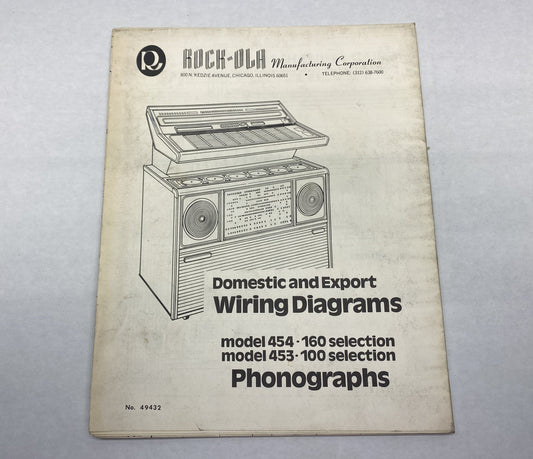 R
ROCK-OLA Manufacturing Corporation
800 N. KEDZIE AVENUE, CHICAGO, ILLINOIS 60651 • TELEPHONE: (312) 638-7600
Domestic and Export
Wiring Diagrams
model 454 · 160 selection
model 453 · 100 selection
Phonographs
No. 49432